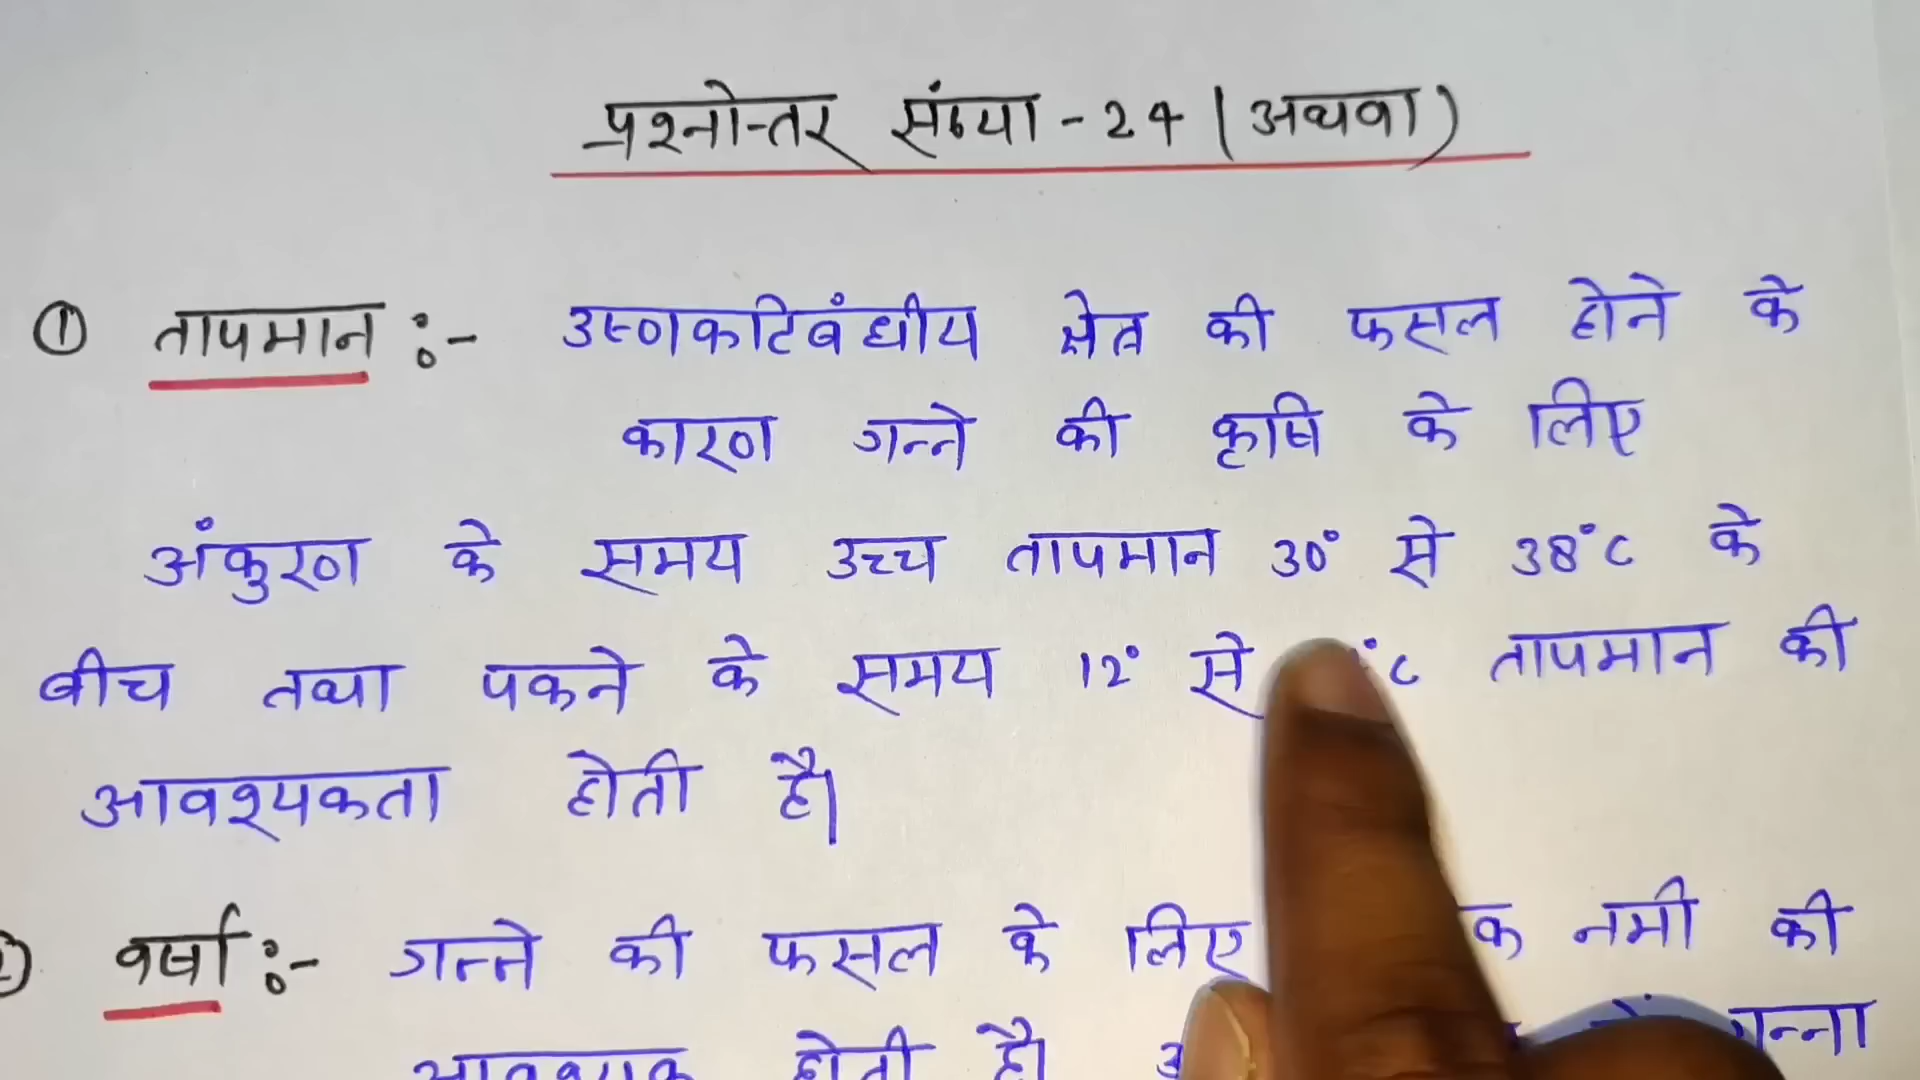 प्रश्नोत्तर संख्या - 24 (अथवा)
① तापमान :- उष्णकटिबंधीय क्षेत्र की फसल होने के
कारण गन्ने की कृषि के लिए
अंकुरण के समय उच्च तापमान 30° से 38°C के
बीच तथा पकने के समय 12° से °C तापमान की
आवश्यकता होती है।
वर्षा :- गन्ने की फसल के लिए नमी की
होती है। गन्ना